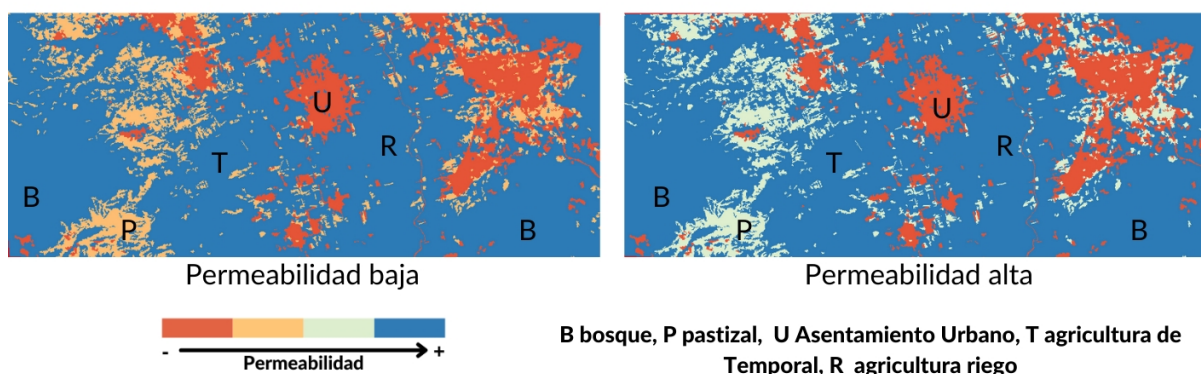 U
R
T
B
P
B
U
R
T
B
P
B
Permeabilidad baja
Permeabilidad alta
- +
Permeabilidad
B bosque, P pastizal, U Asentamiento Urbano, T agricultura de
Temporal, R agricultura riego